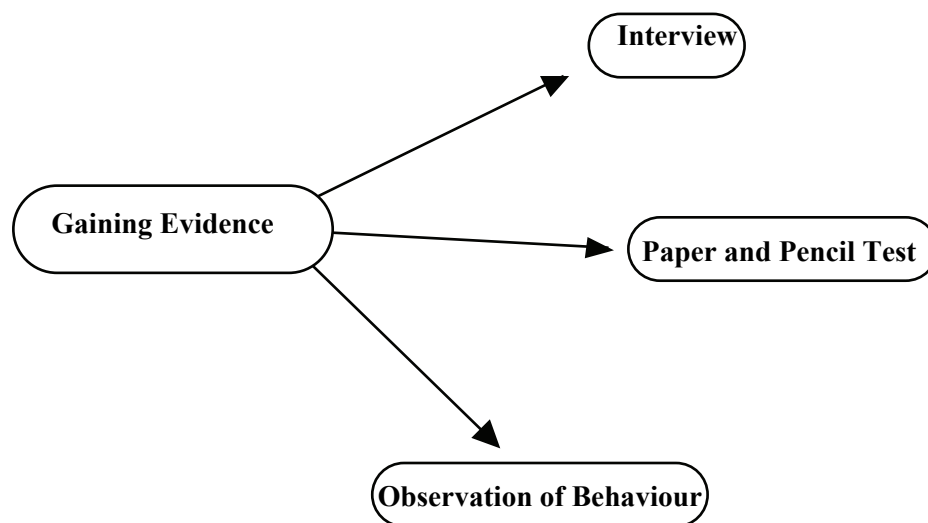 Interview
Gaining Evidence
Paper and Pencil Test
Observation of Behaviour